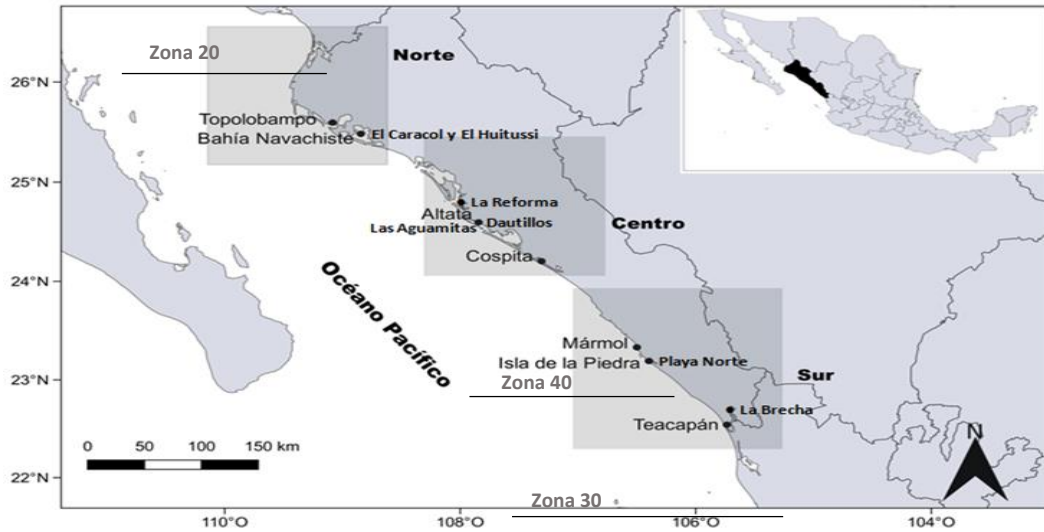 Zona 20
Norte
26°N
Topolobampo
Bahía Navachiste
El Caracol y El Huitussi
25°N
La Reforma
Altata
Las Aguamitas
Dautillos
Centro
Cospita
24°N
Océano Pacífico
Mármol
Isla de la Piedra
Playa Norte
23°N
Zona 40
Sur
La Brecha
Teacapán
N
0 50 100 150 km
22°N
Zona 30
110°O 108°O 106°O 104°O